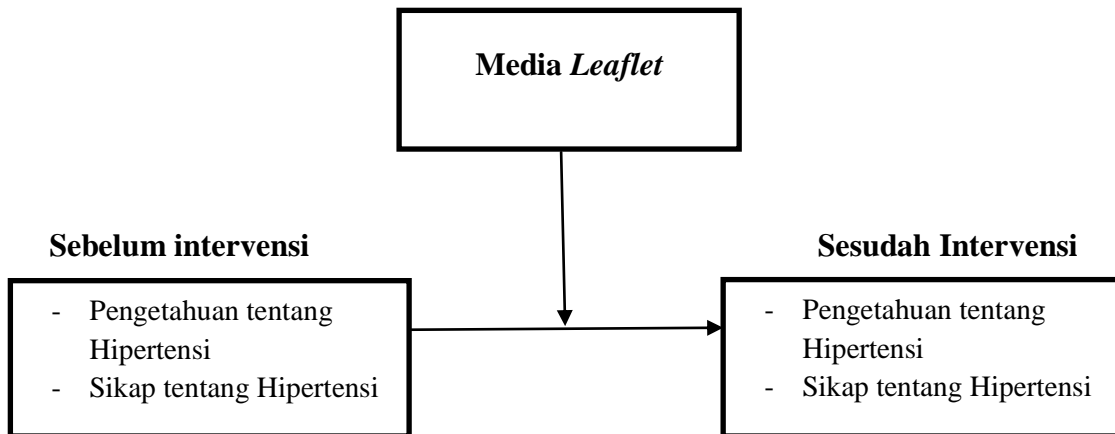 Media Leaflet
Sebelum intervensi
- Pengetahuan tentang
Hipertensi
- Sikap tentang Hipertensi
Sesudah Intervensi
- Pengetahuan tentang
Hipertensi
- Sikap tentang Hipertensi